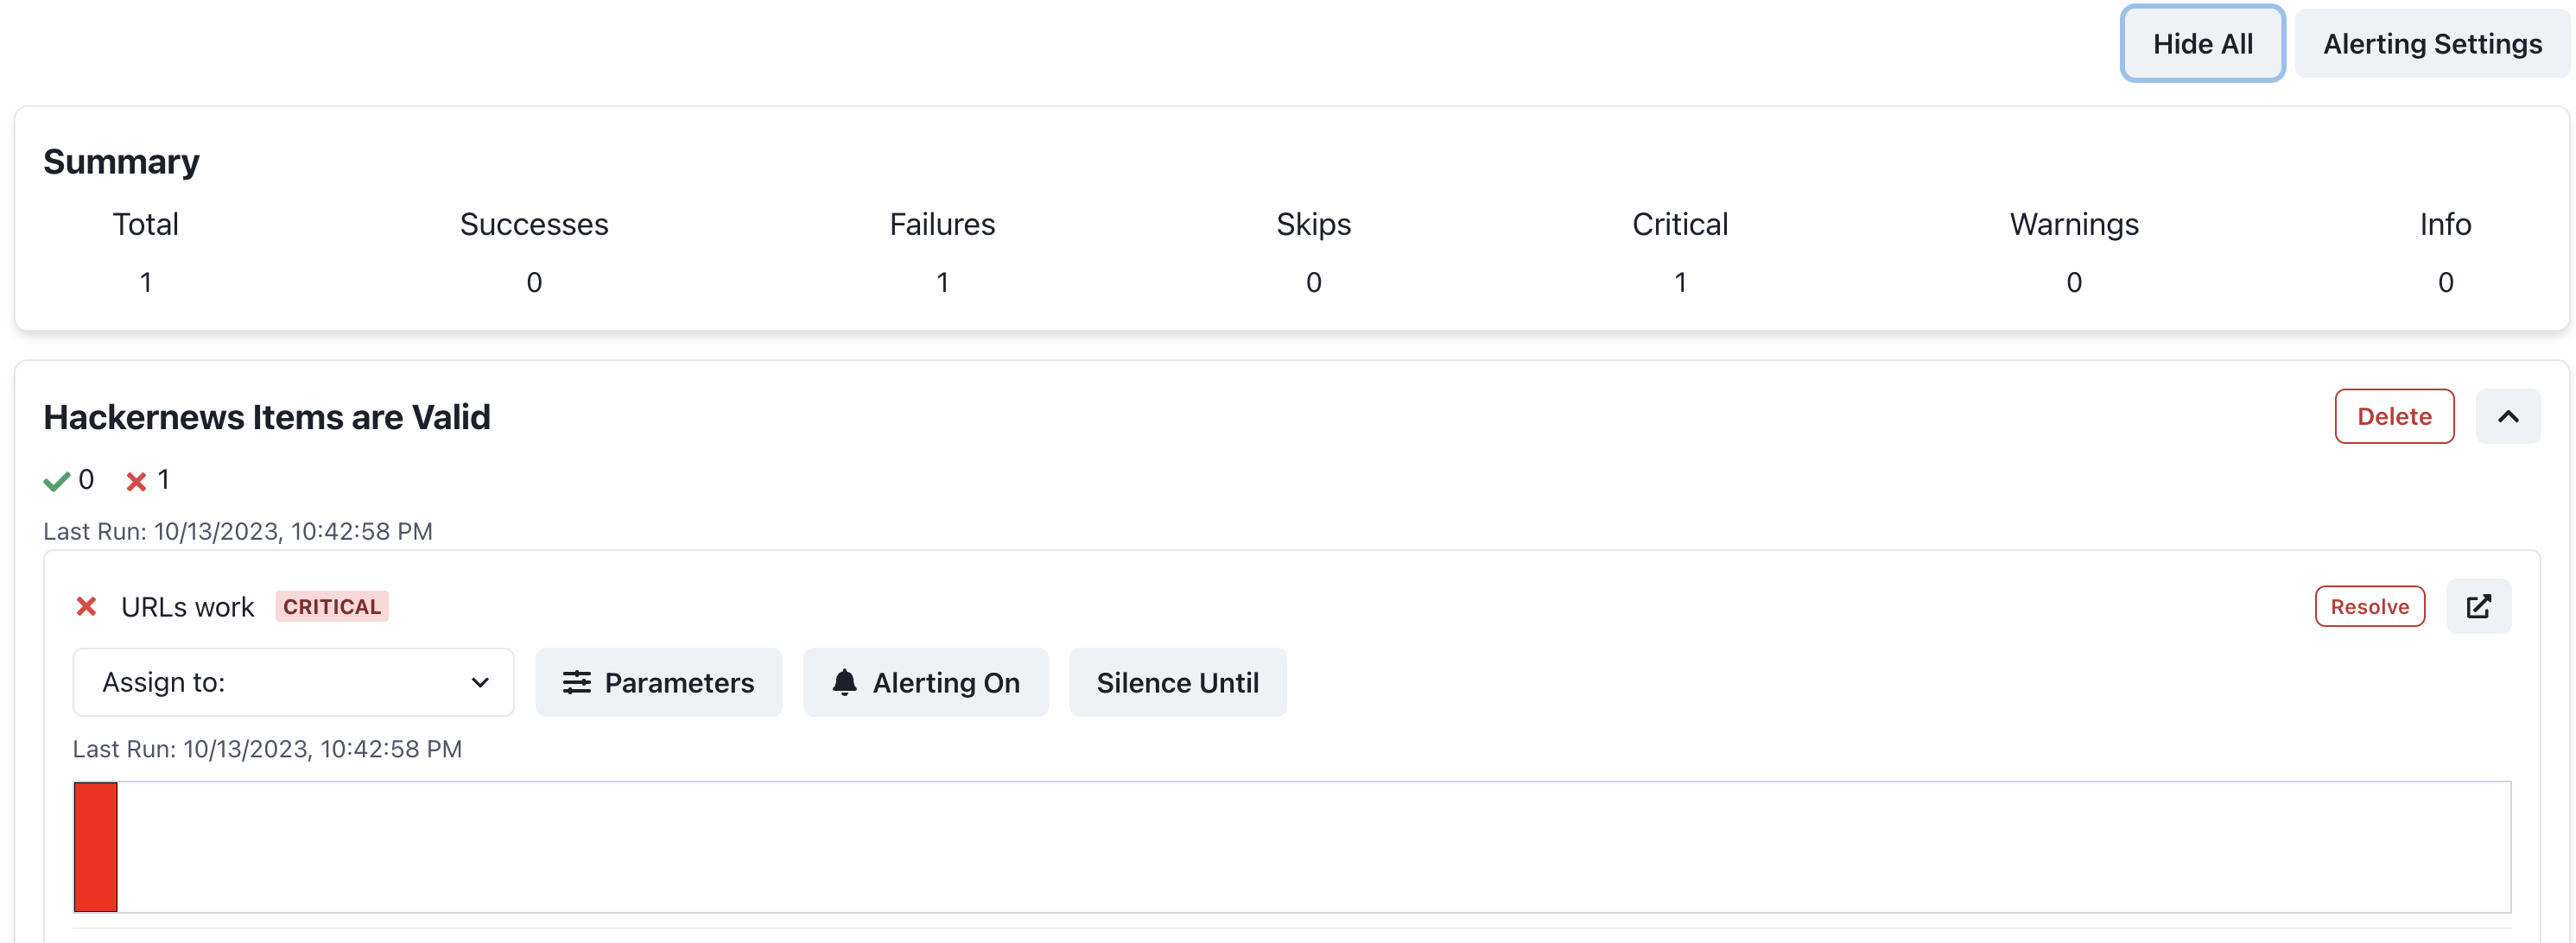 Hide All Alerting Settings
Summary
Total Successes Failures Skips Critical Warnings Info
1 0 1 0 1 0 0
Hackernews Items are Valid Delete
0 1
Last Run: 10/13/2023, 10:42:58 PM
URLs work CRITICAL Resolve
Assign to: Parameters Alerting On Silence Until
Last Run: 10/13/2023, 10:42:58 PM